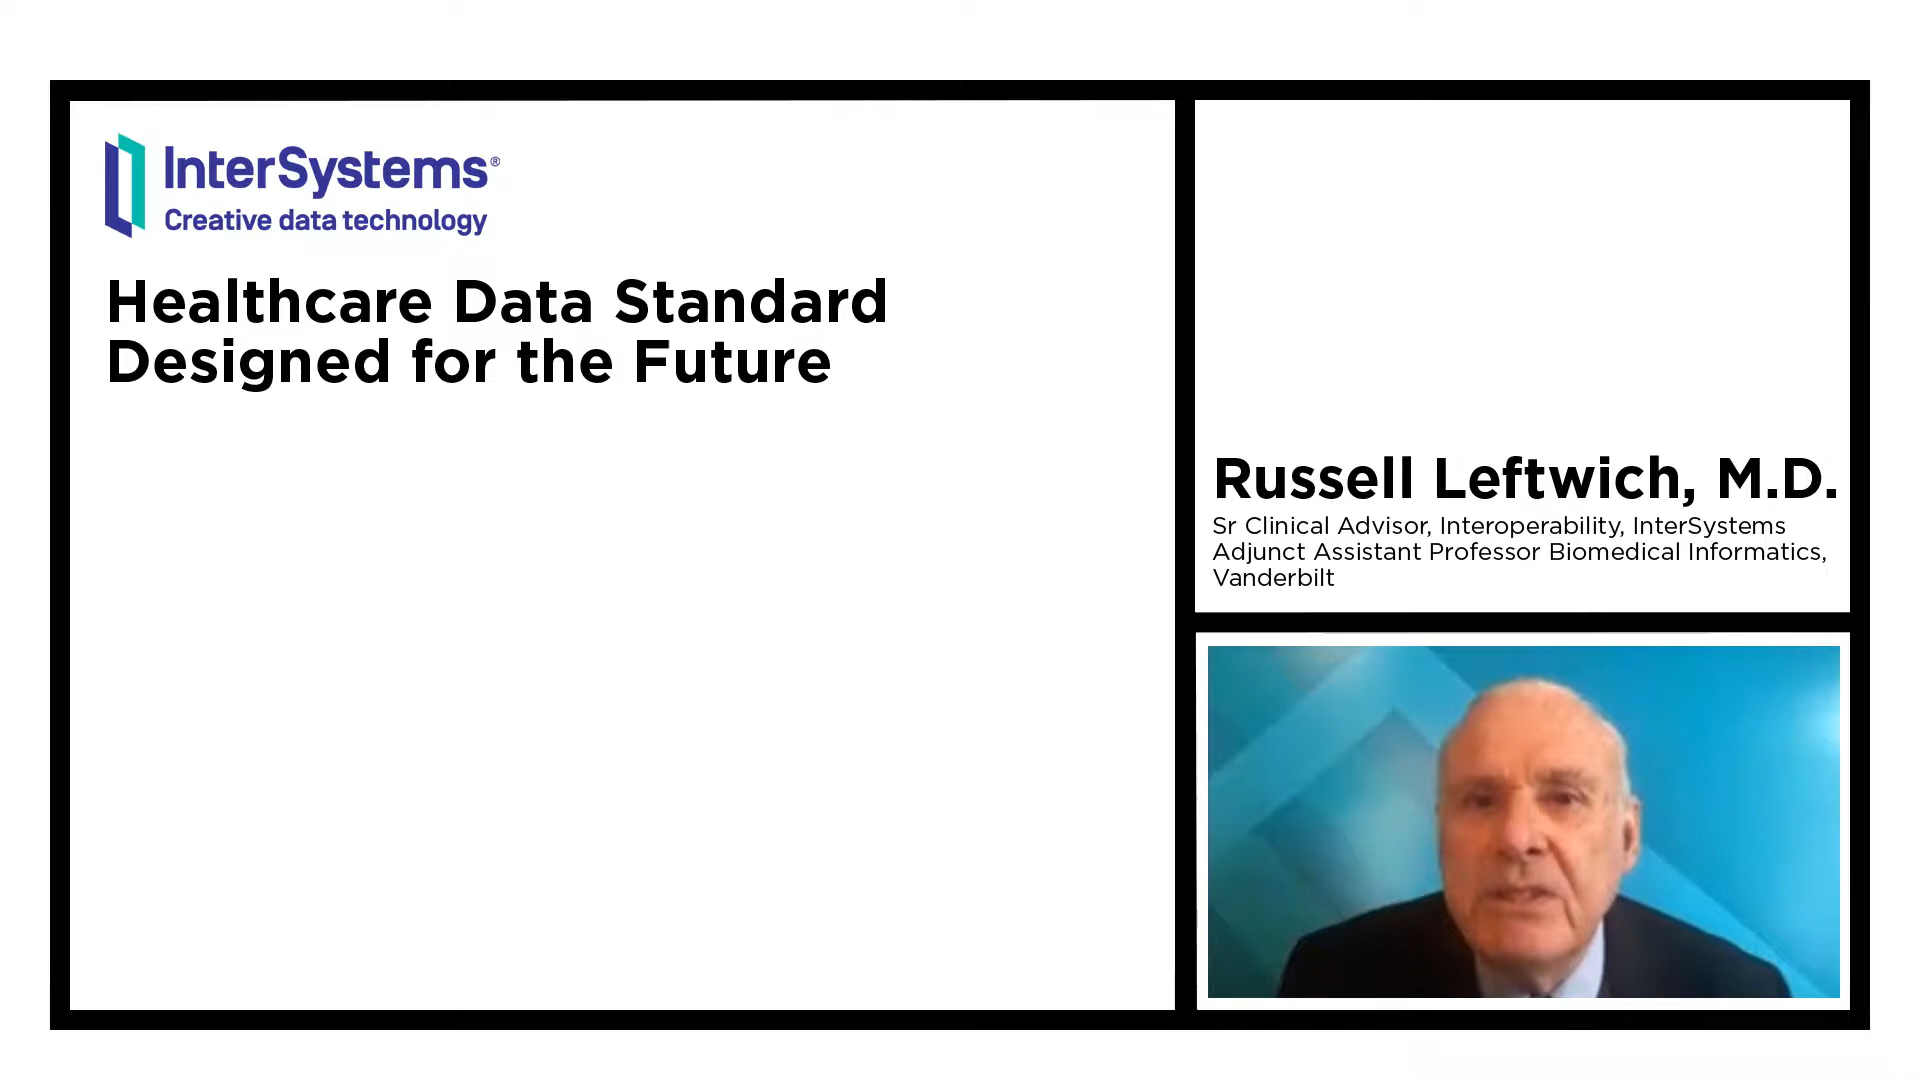 InterSystems®
Creative data technology
Healthcare Data Standard
Designed for the Future
Russell Leftwich, M.D.
Sr Clinical Advisor, Interoperability, InterSystems
Adjunct Assistant Professor Biomedical Informatics,
Vanderbilt